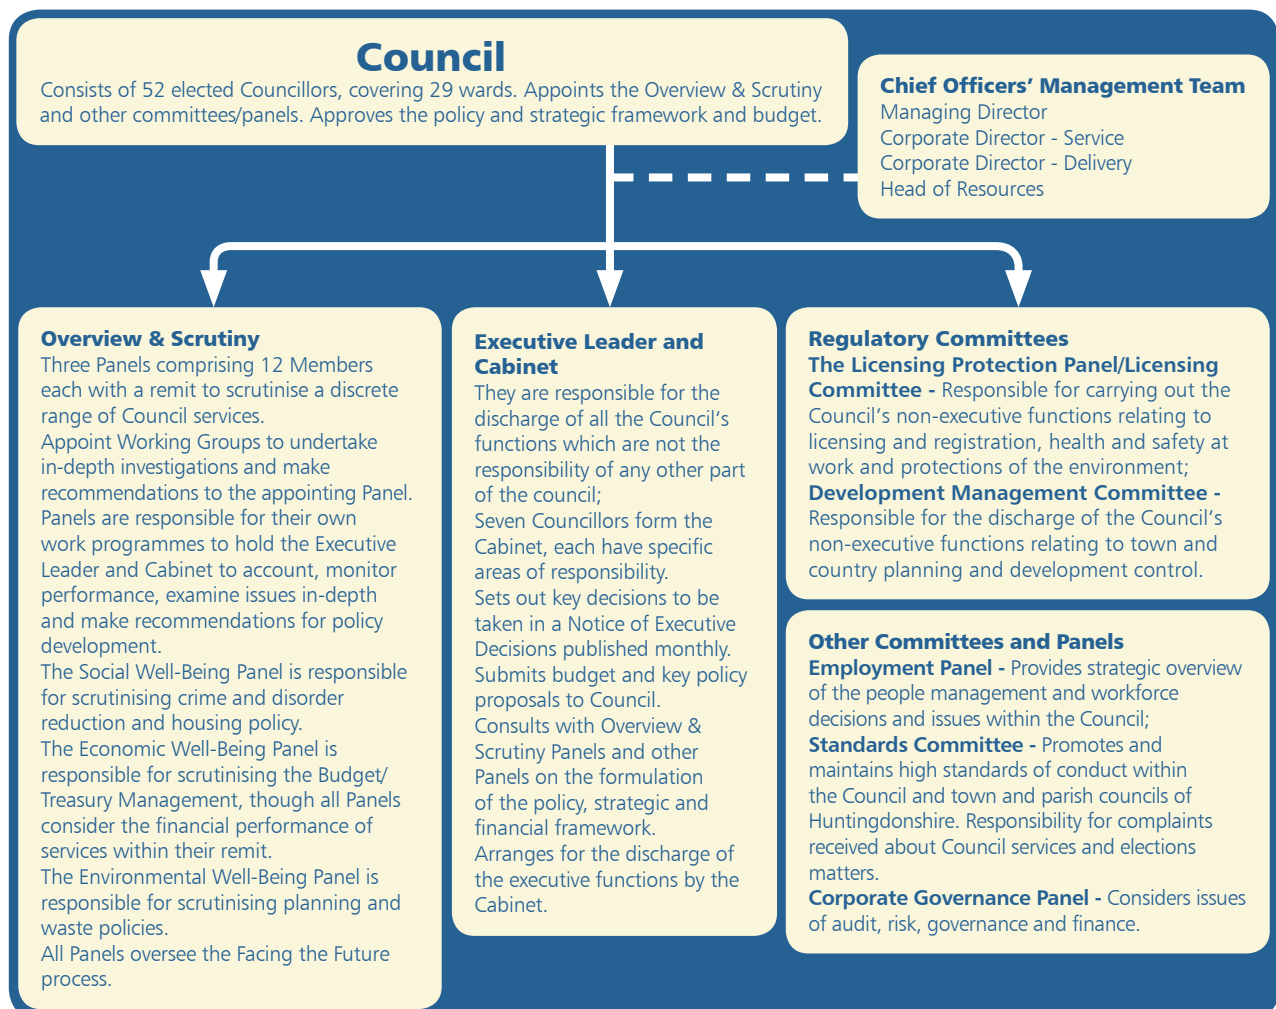 Council
Consists of 52 elected Councillors, covering 29 wards. Appoints the Overview & Scrutiny
and other committees/panels. Approves the policy and strategic framework and budget.
Chief Officers’ Management Team
Managing Director
Corporate Director - Service
Corporate Director - Delivery
Head of Resources
Overview & Scrutiny
Three Panels comprising 12 Members
each with a remit to scrutinise a discrete
range of Council services.
Appoint Working Groups to undertake
in-depth investigations and make
recommendations to the appointing Panel.
Panels are responsible for their own
work programmes to hold the Executive
Leader and Cabinet to account, monitor
performance, examine issues in-depth
and make recommendations for policy
development.
The Social Well-Being Panel is responsible
for scrutinising crime and disorder
reduction and housing policy.
The Economic Well-Being Panel is
responsible for scrutinising the Budget/
Treasury Management, though all Panels
consider the financial performance of
services within their remit.
The Environmental Well-Being Panel is
responsible for scrutinising planning and
waste policies.
All Panels oversee the Facing the Future
process.
Executive Leader and
Cabinet
They are responsible for the
discharge of all the Council’s
functions which are not the
responsibility of any other part
of the council;
Seven Councillors form the
Cabinet, each have specific
areas of responsibility.
Sets out key decisions to be
taken in a Notice of Executive
Decisions published monthly.
Submits budget and key policy
proposals to Council.
Consults with Overview &
Scrutiny Panels and other
Panels on the formulation
of the policy, strategic and
financial framework.
Arranges for the discharge of
the executive functions by the
Cabinet.
Regulatory Committees
The Licensing Protection Panel/Licensing
Committee - Responsible for carrying out the
Council’s non-executive functions relating to
licensing and registration, health and safety at
work and protections of the environment;
Development Management Committee -
Responsible for the discharge of the Council’s
non-executive functions relating to town and
country planning and development control.
Other Committees and Panels
Employment Panel - Provides strategic overview
of the people management and workforce
decisions and issues within the Council;
Standards Committee - Promotes and
maintains high standards of conduct within
the Council and town and parish councils of
Huntingdonshire. Responsibility for complaints
received about Council services and elections
matters.
Corporate Governance Panel - Considers issues
of audit, risk, governance and finance.